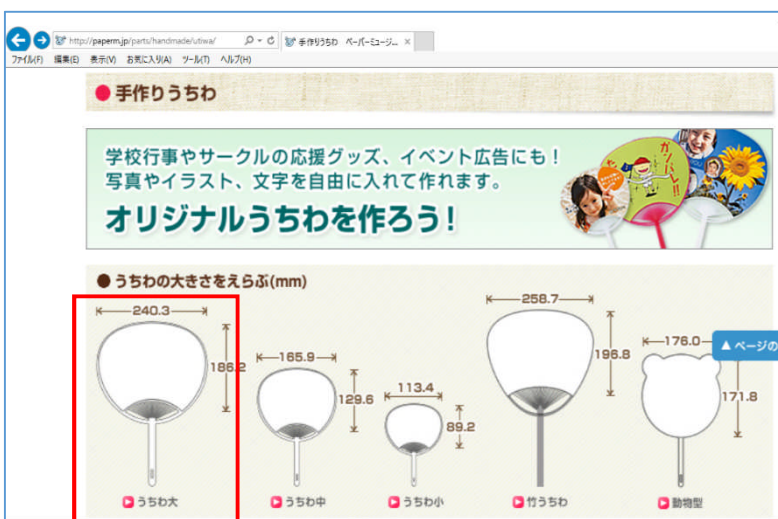 http://paperm.jp/parts/handmade/utiwa/
手作りうちわ ペーパーミュージ...
ファイル(F) 編集(E) 表示(V) お気に入り(A) ツール(T) ヘルプ(H)
手作りうちわ
学校行事やサークルの応援グッズ、イベント広告にも!
写真やイラスト、文字を自由に入れて作れます。
オリジナルうちわを作ろう!
ガンバレ!!
うちわの大きさをえらぶ(mm)
240.3
186.2
165.9
129.6
113.4
89.2
258.7
196.8
176.0
171.8
▲ ページの
うちわ大
うちわ中
うちわ小
竹うちわ
動物型